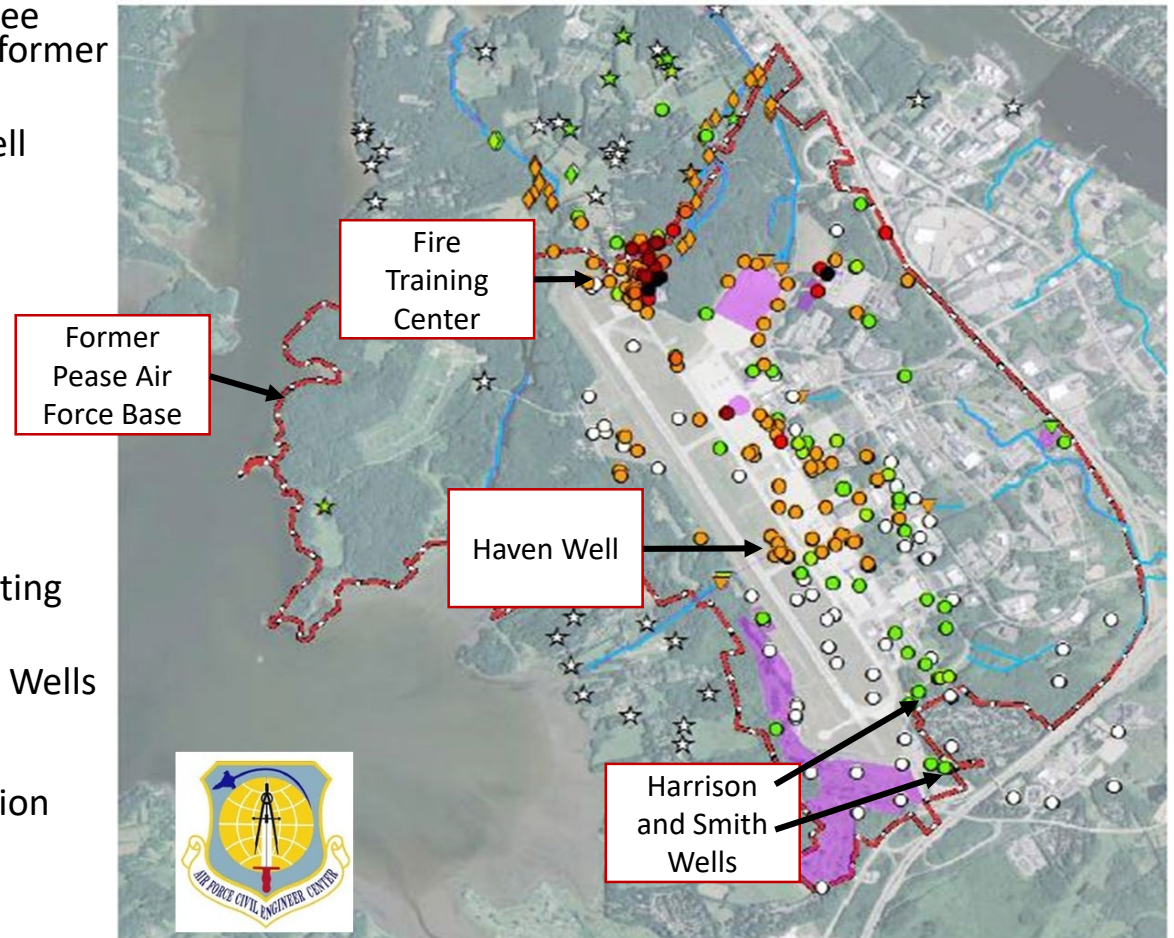 ee
former
ell
Fire
Training
Center
Former
Pease Air
Force Base
Haven Well
ting
Wells
Harrison
and Smith
Wells
ion
AIR FORCE CIVIL ENGINEER CENTER